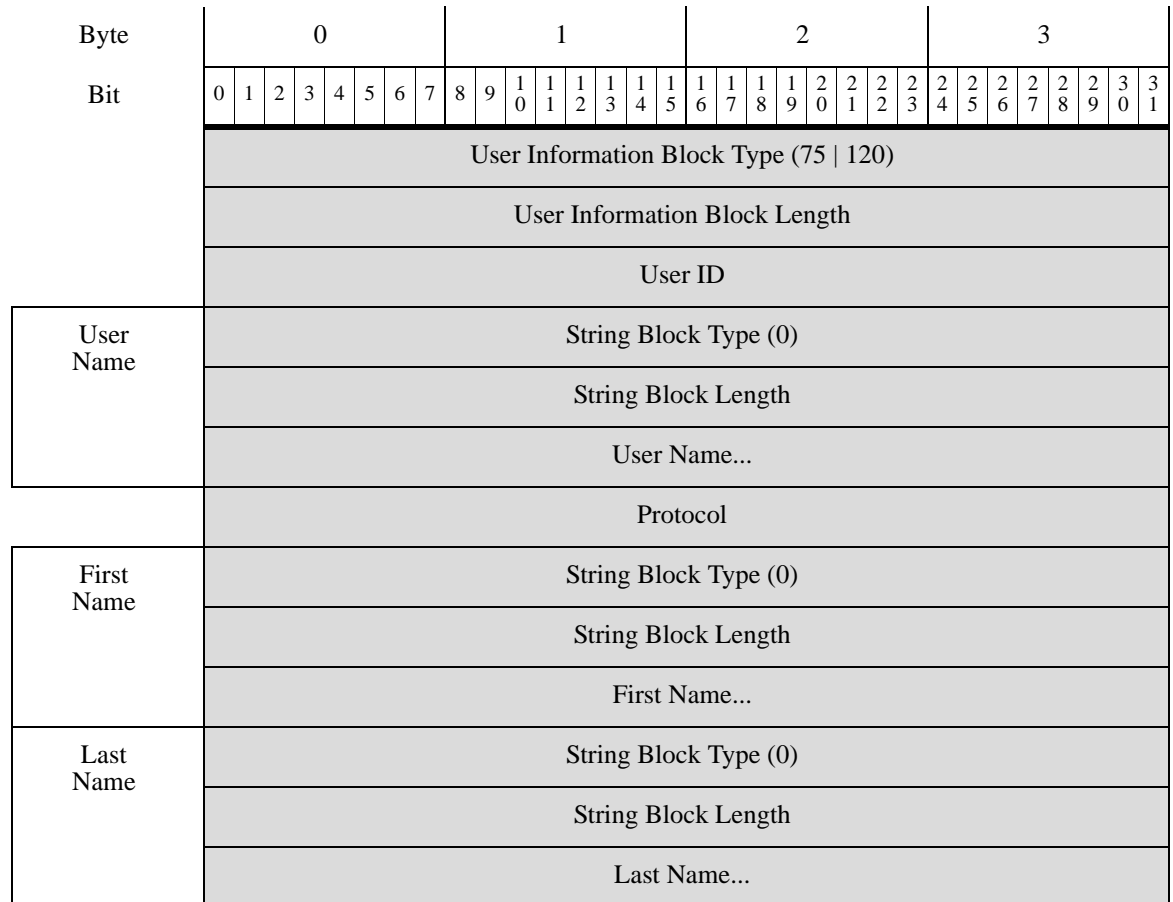 Byte 0 1 2 3
Bit 0 1 2 3 4 5 6 7 8 9 10 11 12 13 14 15 16 17 18 19 20 21 22 23 24 25 26 27 28 29 30 31
User Information Block Type (75 | 120)
User Information Block Length
User ID
User
Name
String Block Type (0)
String Block Length
User Name...
Protocol
First
Name
String Block Type (0)
String Block Length
First Name...
Last
Name
String Block Type (0)
String Block Length
Last Name...